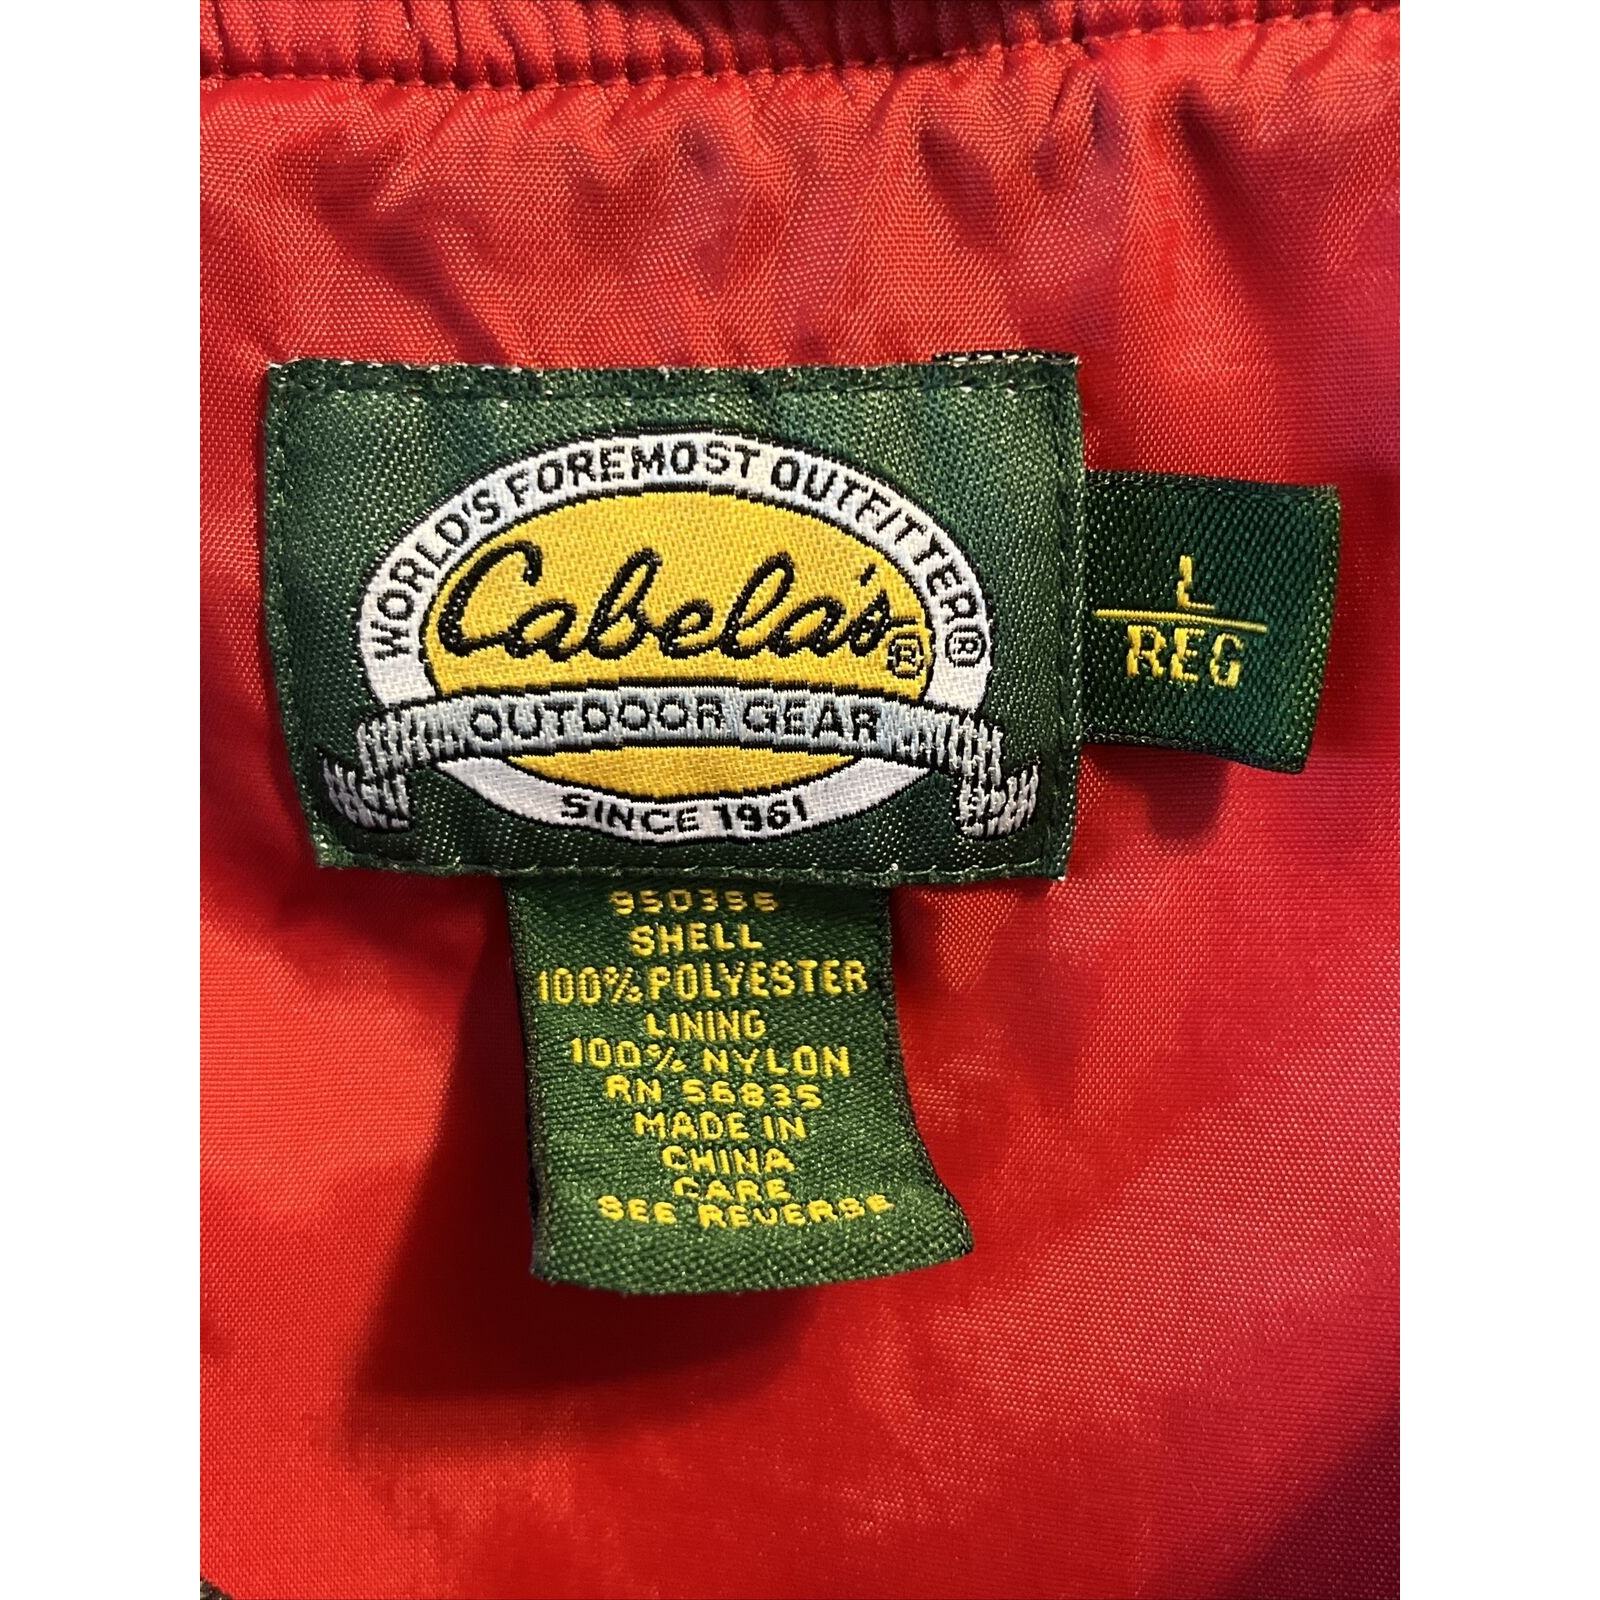 WORLD'S FOREMOST OUTFITTER®
Cabela's®
OUTDOOR GEAR
SINCE 1961
L
REG
950356
SHELL
100% POLYESTER
LINING
100% NYLON
RN 56835
MADE IN
CHINA
CARE
SEE REVERSE